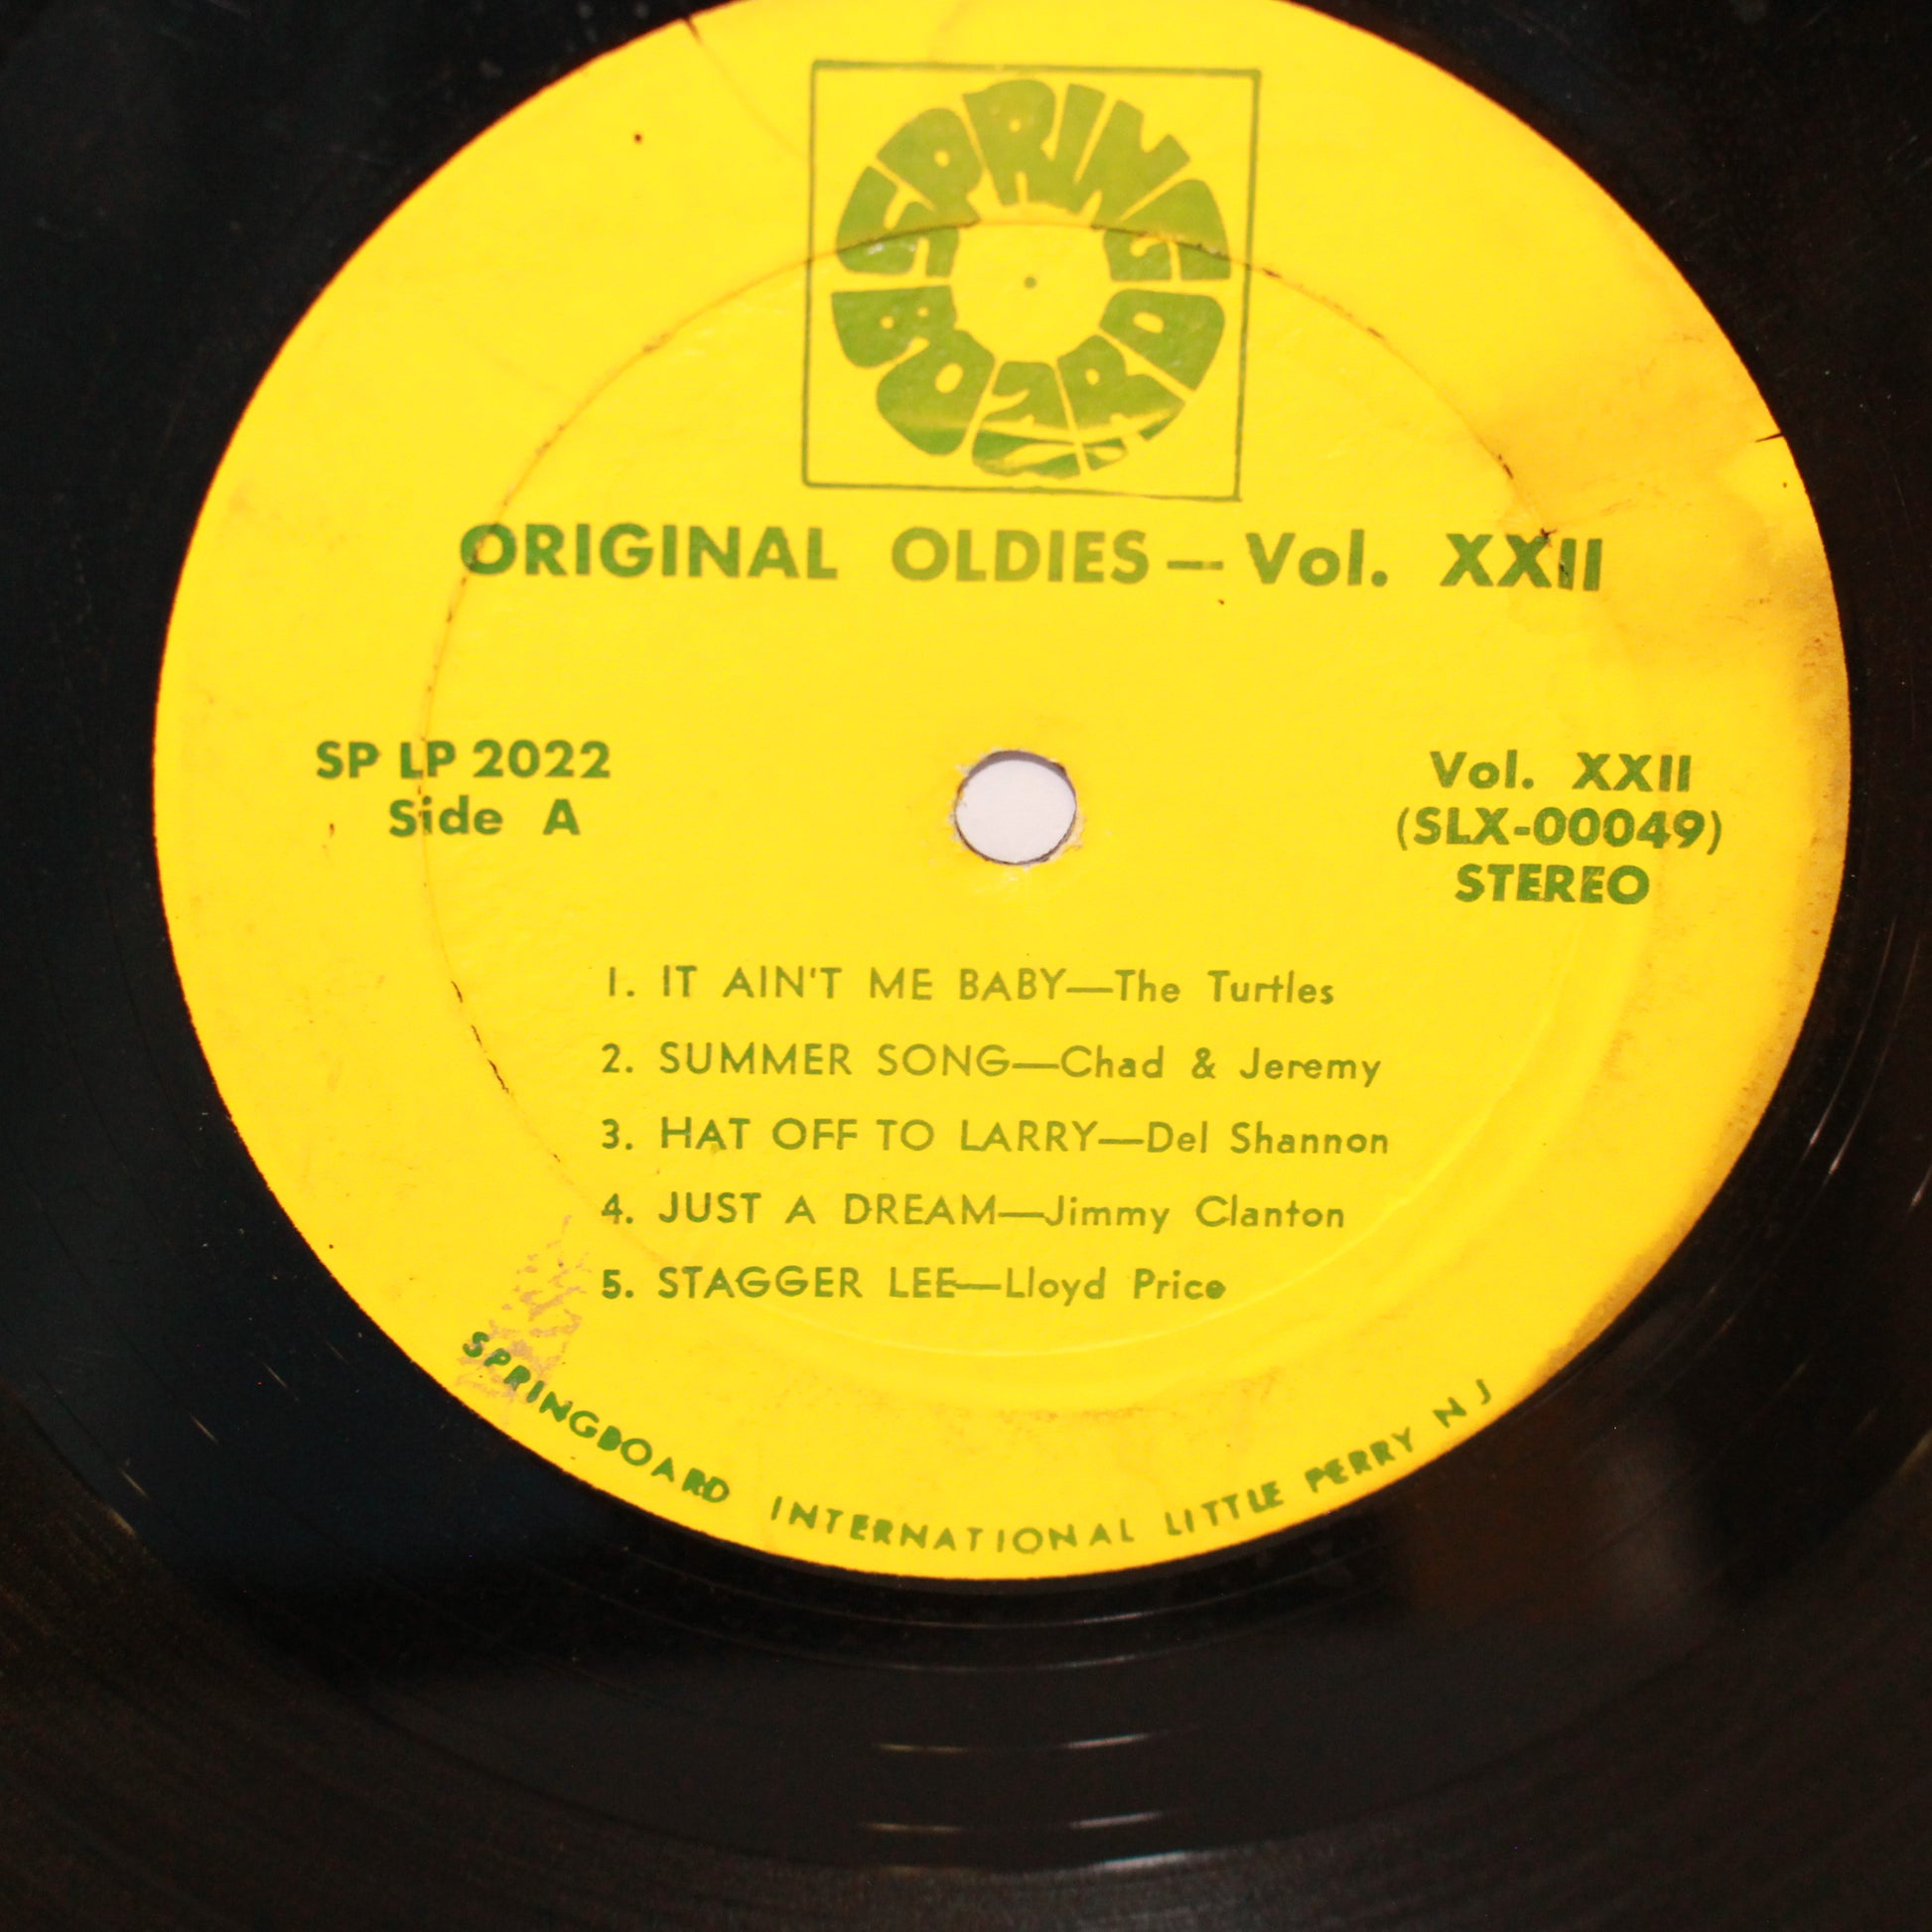 SPRINGBOARD
ORIGINAL OLDIES—Vol. XXII
SP LP 2022
Side A
Vol. XXII
(SLX-00049)
STEREO
1. IT AIN'T ME BABY—The Turtles
2. SUMMER SONG—Chad & Jeremy
3. HAT OFF TO LARRY—Del Shannon
4. JUST A DREAM—Jimmy Clanton
5. STAGGER LEE—Lloyd Price
SPRINGBOARD INTERNATIONAL LITTLE PERRY N J